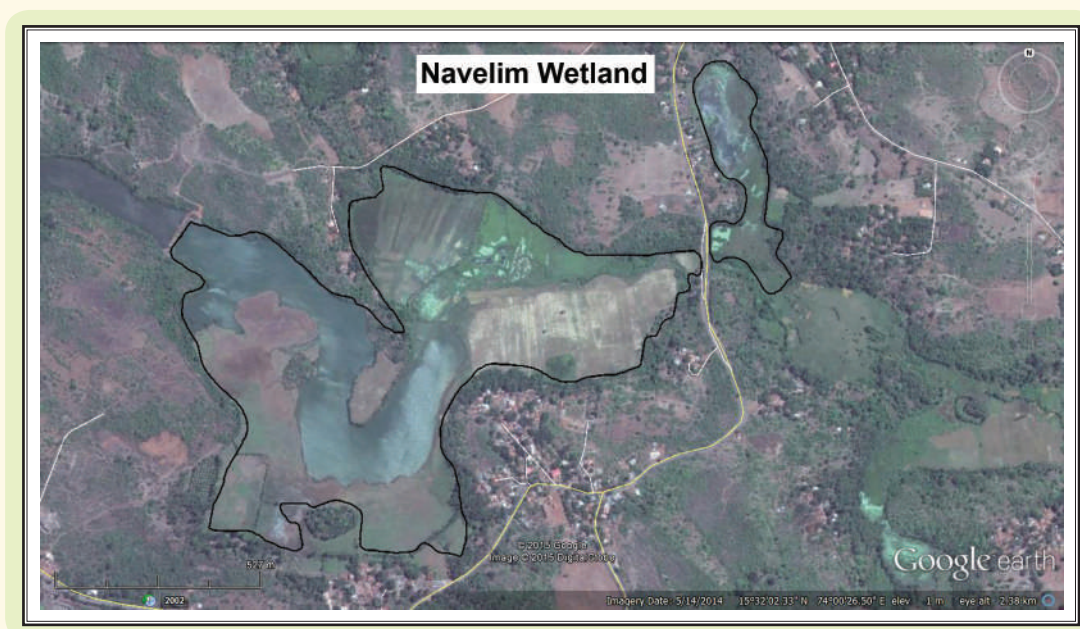 Navelim Wetland
N
© 2015 Google
Image © 2015 DigitalGlobe
Google earth
527 m
2002
Imagery Date: 5/14/2014 15°32'02.33" N 74°00'26.50" E elev 1 m eye alt 2.38 km